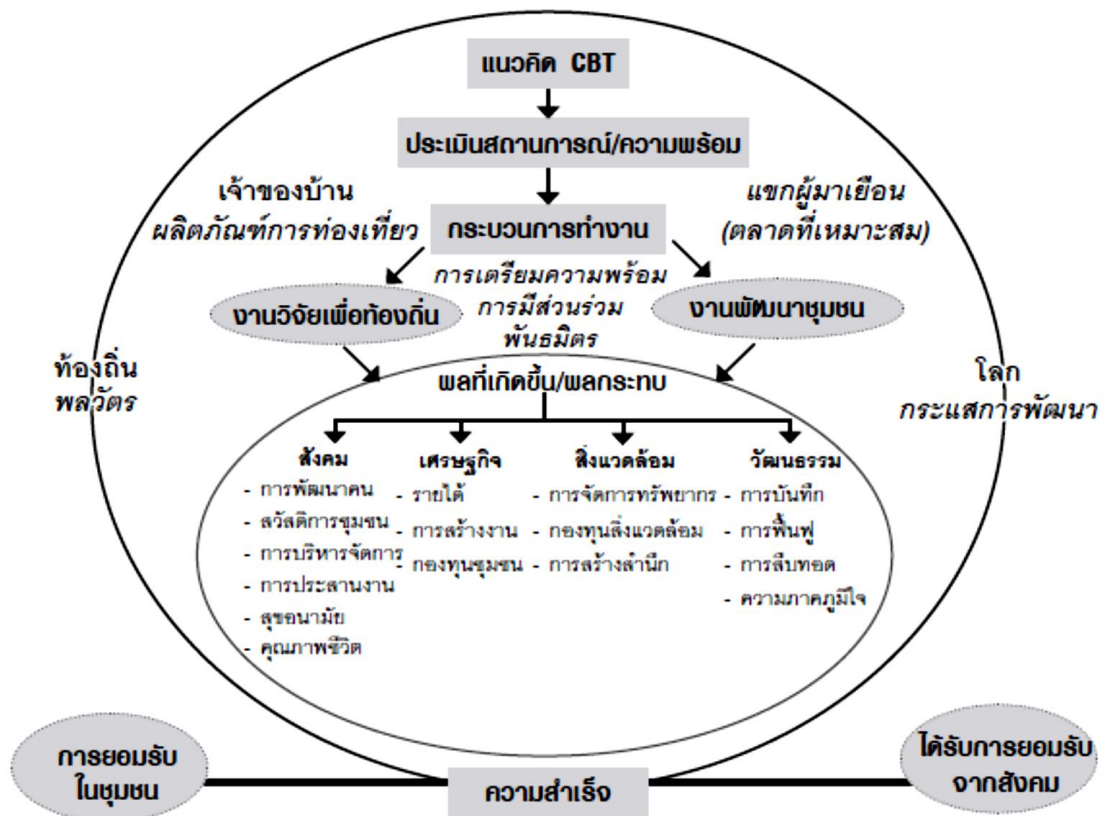 แนวคิด CBT
ประเมินสถานการณ์/ความพร้อม
เจ้าของบ้าน
ผลิตภัณฑ์การท่องเที่ยว
แขกผู้มาเยือน
(ตลาดที่เหมาะสม)
กระบวนการทำงาน
การเตรียมความพร้อม
การมีส่วนร่วม
พันธมิตร
งานวิจัยเพื่อท้องถิ่น
งานพัฒนาชุมชน
ท้องถิ่น
พลวัตร
โลก
กระแสการพัฒนา
ผลที่เกิดขึ้น/ผลกระทบ
สังคม
- การพัฒนาคน
- สวัสดิการชุมชน
- การบริหารจัดการ
- การประสานงาน
- สุขอนามัย
- คุณภาพชีวิต
เศรษฐกิจ
- รายได้
- การสร้างงาน
- กองทุนชุมชน
สิ่งแวดล้อม
- การจัดการทรัพยากร
- กองทุนสิ่งแวดล้อม
- การสร้างสำนึก
วัฒนธรรม
- การบันทึก
- การฟื้นฟู
- การสืบทอด
- ความภาคภูมิใจ
การยอมรับ
ในชุมชน
ความสำเร็จ
ได้รับการยอมรับ
จากสังคม